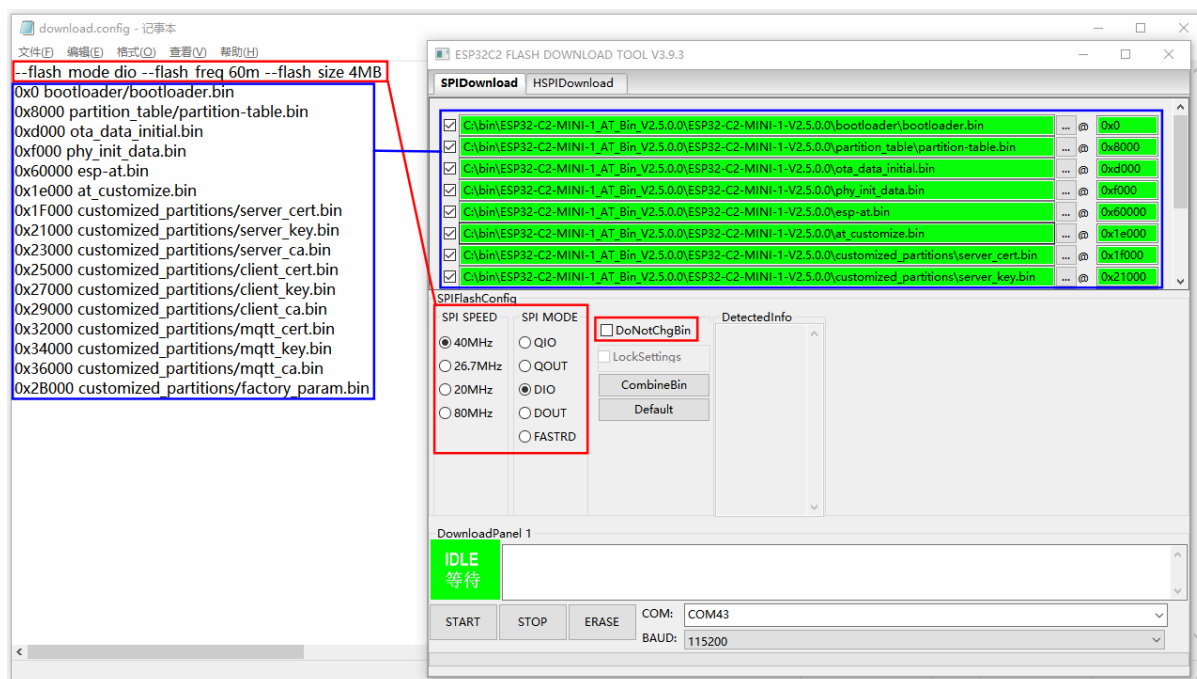 download.config - 记事本
文件(F) 编辑(E) 格式(O) 查看(V) 帮助(H)
--flash_mode dio --flash_freq 60m --flash_size 4MB
0x0 bootloader/bootloader.bin
0x8000 partition_table/partition-table.bin
0xd000 ota_data_initial.bin
0xf000 phy_init_data.bin
0x60000 esp-at.bin
0x1e000 at_customize.bin
0x1F000 customized_partitions/server_cert.bin
0x21000 customized_partitions/server_key.bin
0x23000 customized_partitions/server_ca.bin
0x25000 customized_partitions/client_cert.bin
0x27000 customized_partitions/client_key.bin
0x29000 customized_partitions/client_ca.bin
0x32000 customized_partitions/mqtt_cert.bin
0x34000 customized_partitions/mqtt_key.bin
0x36000 customized_partitions/mqtt_ca.bin
0x2B000 customized_partitions/factory_param.bin
ESP32C2 FLASH DOWNLOAD TOOL V3.9.3
SPIDownload HSPIDownload
C:\bin\ESP32-C2-MINI-1_AT_Bin_V2.5.0.0\ESP32-C2-MINI-1-V2.5.0.0\bootloader\bootloader.bin ... @ 0x0
C:\bin\ESP32-C2-MINI-1_AT_Bin_V2.5.0.0\ESP32-C2-MINI-1-V2.5.0.0\partition_table\partition-table.bin ... @ 0x8000
C:\bin\ESP32-C2-MINI-1_AT_Bin_V2.5.0.0\ESP32-C2-MINI-1-V2.5.0.0\ota_data_initial.bin ... @ 0xd000
C:\bin\ESP32-C2-MINI-1_AT_Bin_V2.5.0.0\ESP32-C2-MINI-1-V2.5.0.0\phy_init_data.bin ... @ 0xf000
C:\bin\ESP32-C2-MINI-1_AT_Bin_V2.5.0.0\ESP32-C2-MINI-1-V2.5.0.0\esp-at.bin ... @ 0x60000
C:\bin\ESP32-C2-MINI-1_AT_Bin_V2.5.0.0\ESP32-C2-MINI-1-V2.5.0.0\at_customize.bin ... @ 0x1e000
C:\bin\ESP32-C2-MINI-1_AT_Bin_V2.5.0.0\ESP32-C2-MINI-1-V2.5.0.0\customized_partitions\server_cert.bin ... @ 0x1f000
C:\bin\ESP32-C2-MINI-1_AT_Bin_V2.5.0.0\ESP32-C2-MINI-1-V2.5.0.0\customized_partitions\server_key.bin ... @ 0x21000
SPIFlashConfig
SPI SPEED
40MHz
26.7MHz
20MHz
80MHz
SPI MODE
QIO
QOUT
DIO
DOUT
FASTRD
DoNotChgBin
LockSettings
CombineBin
Default
DetectedInfo
DownloadPanel 1
IDLE
等待
START STOP ERASE
COM: COM43
BAUD: 115200